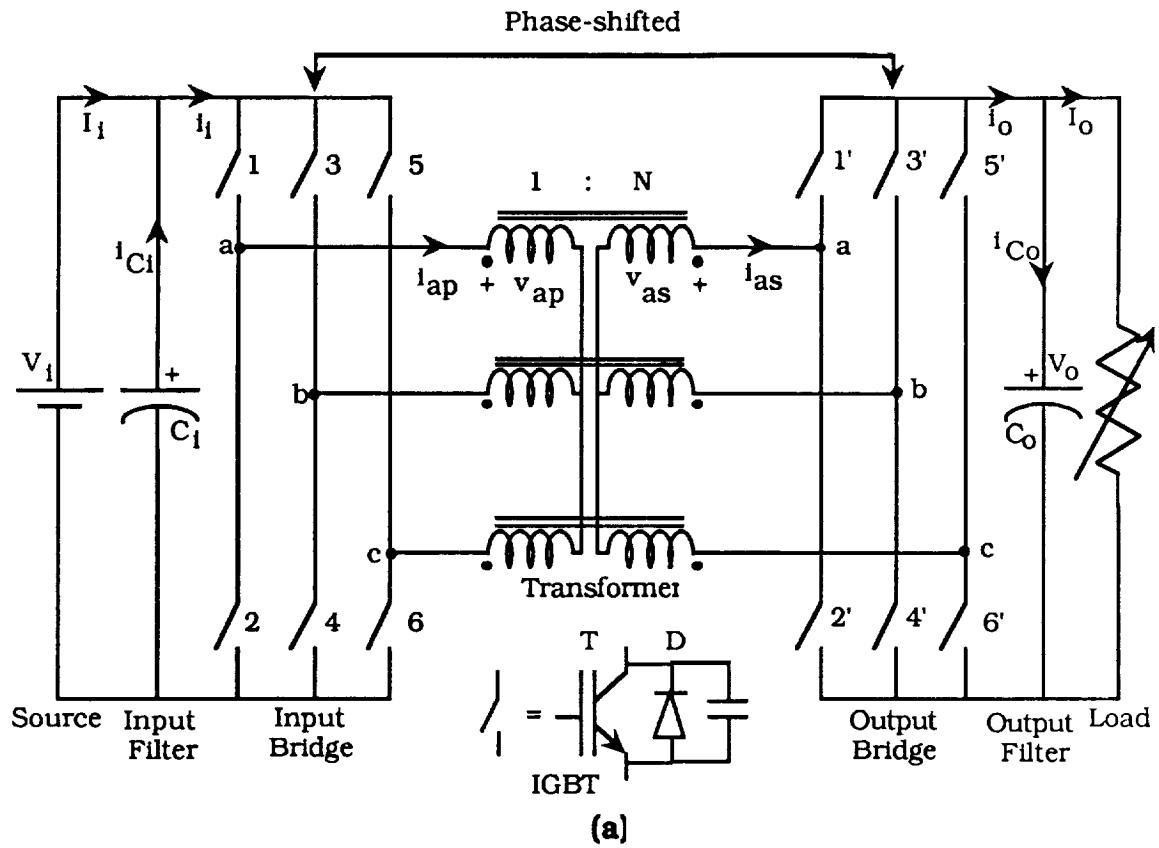 Phase-shifted
I_i
i_i
1
3
5
1 : N
1'
3'
5'
i_o
I_o
i_Ci
a
i_ap
+
v_ap
v_as
+
i_as
a
i_Co
V_i
+
C_i
b
b
+
V_o
C_o
c
Transformer
c
2
4
6
T
D
2'
4'
6'
Source
Input
Filter
Input
Bridge
=
IGBT
Output
Bridge
Output
Filter
Load
(a)